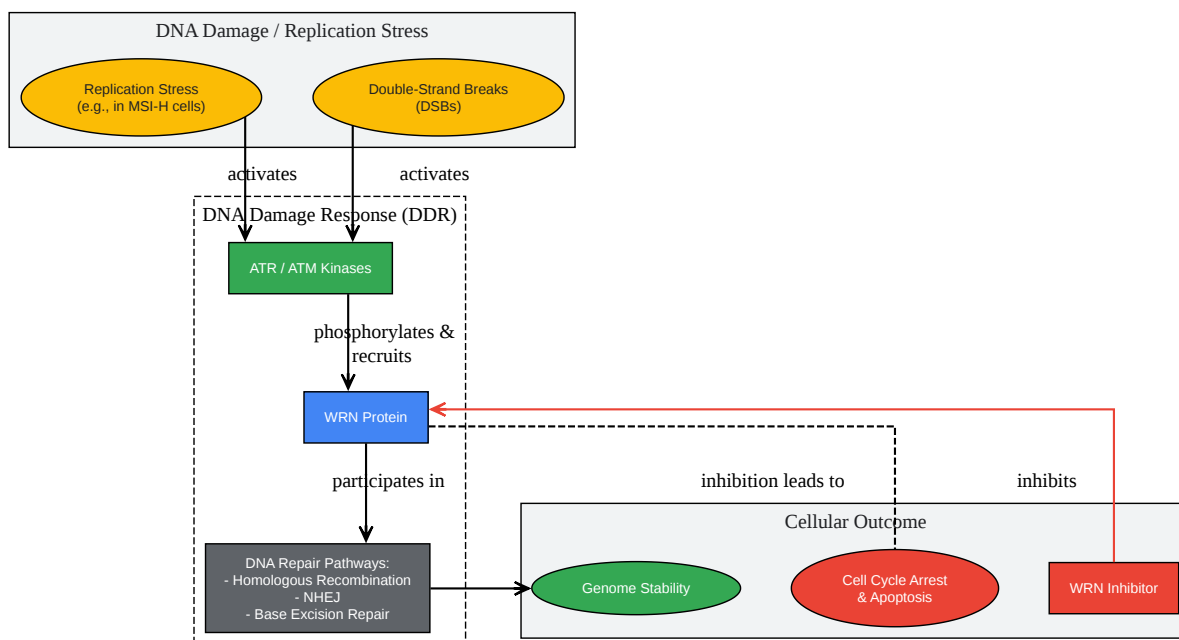 DNA Damage / Replication Stress
Replication Stress
(e.g., in MSI-H cells)
Double-Strand Breaks
(DSBs)
activates
activates
DNA Damage Response (DDR)
ATR / ATM Kinases
phosphorylates &
recruits
WRN Protein
participates in
inhibition leads to
inhibits
Cellular Outcome
DNA Repair Pathways:
- Homologous Recombination
- NHEJ
- Base Excision Repair
Genome Stability
Cell Cycle Arrest
& Apoptosis
WRN Inhibitor